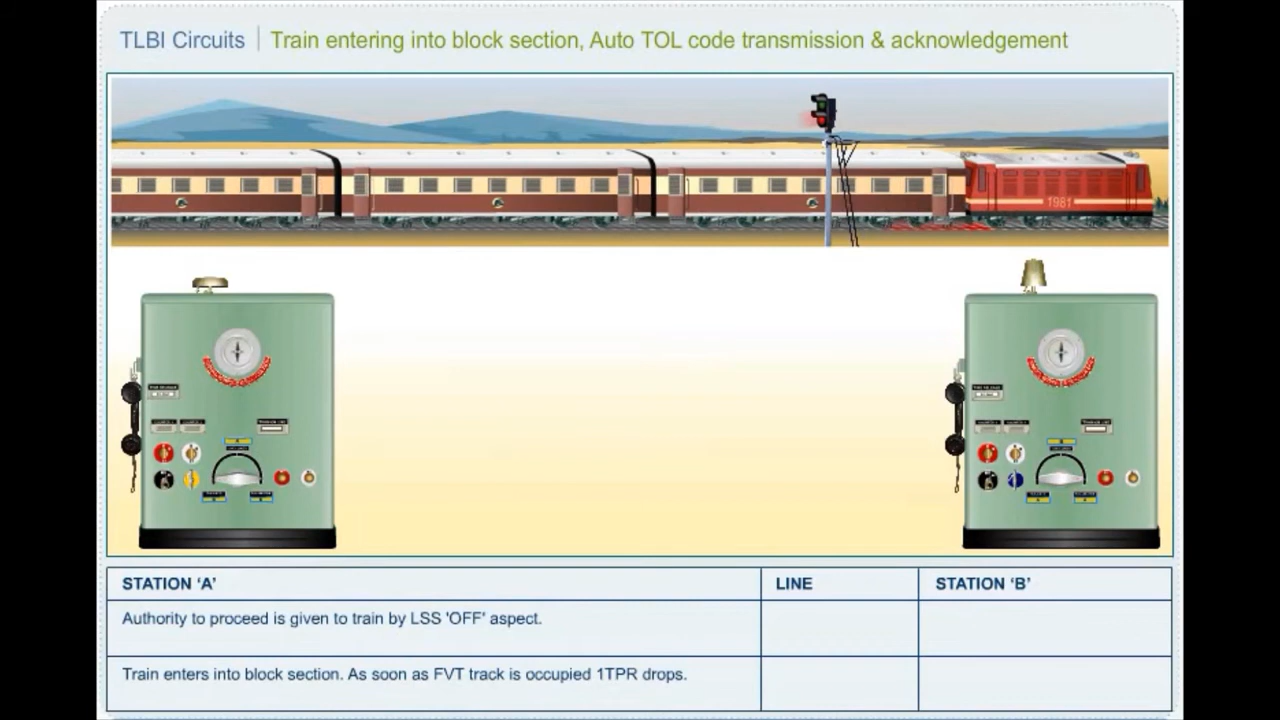 TLBI Circuits
Train entering into block section, Auto TOL code transmission & acknowledgement
1981
STATION ‘A’
LINE
STATION ‘B’
Authority to proceed is given to train by LSS 'OFF' aspect.
Train enters into block section. As soon as FVT track is occupied 1TPR drops.